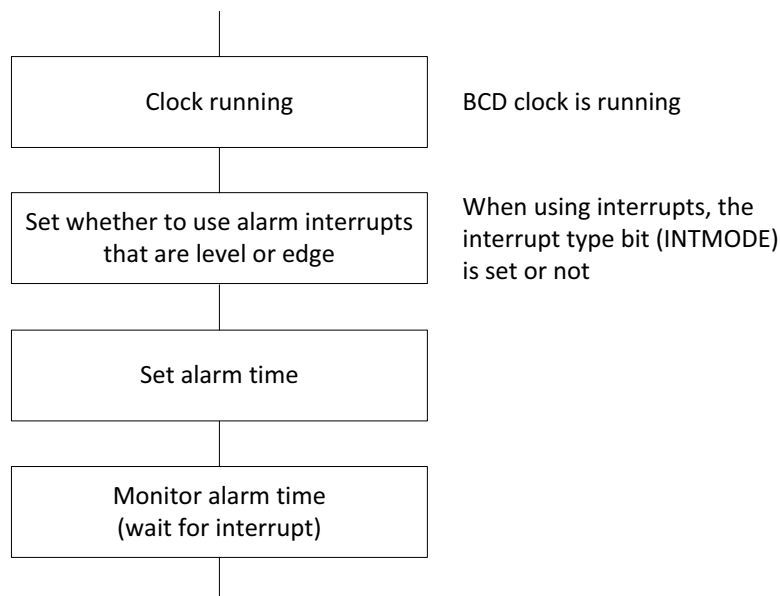 Clock running
BCD clock is running
Set whether to use alarm interrupts
that are level or edge
When using interrupts, the
interrupt type bit (INTMODE)
is set or not
Set alarm time
Monitor alarm time
(wait for interrupt)